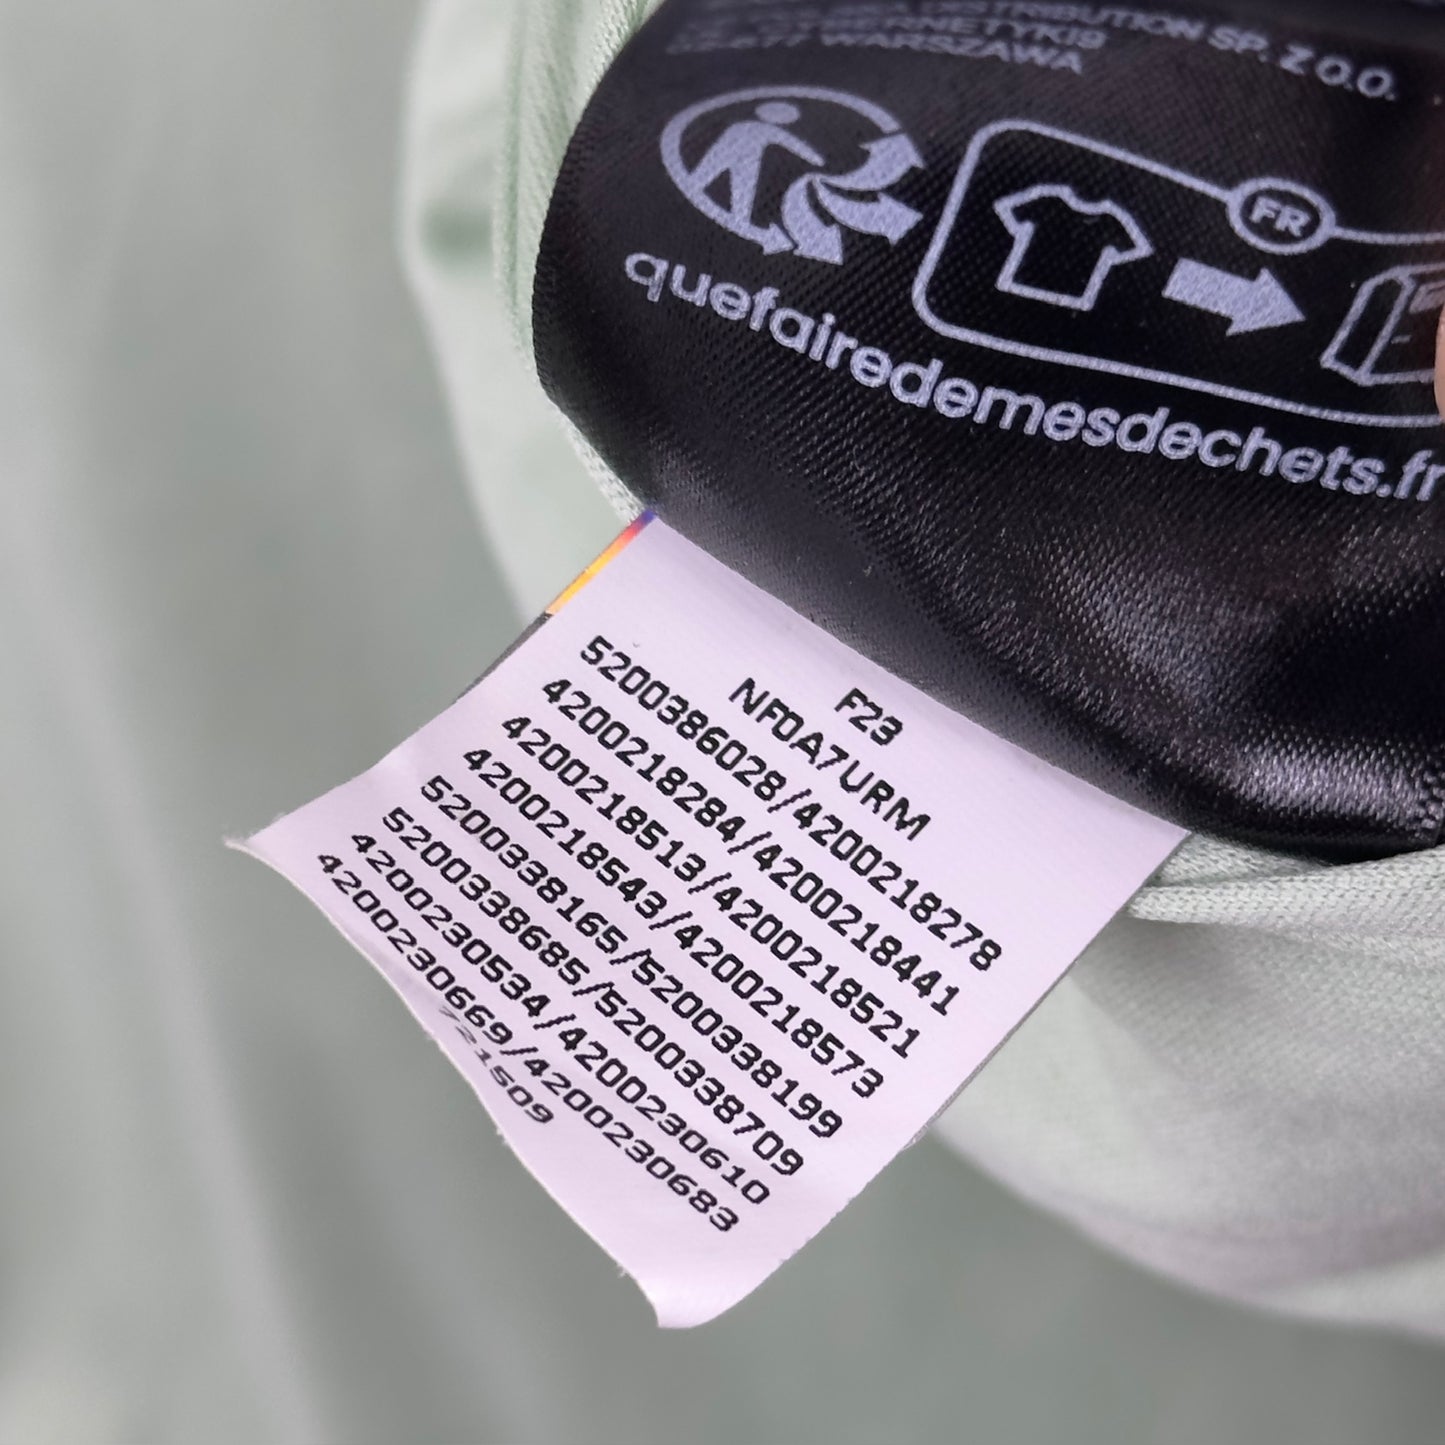 DISTRIBUTION SP. Z O.O.
WARSZAWA
FR
quefairedemesdechets.fr
F23
NF0A7URM
5200386028/4200218278
4200218284/4200218441
4200218513/4200218521
4200218543/4200218573
5200338165/5200338199
5200338685/5200338709
4200230534/4200230610
4200230669/4200230683
721509